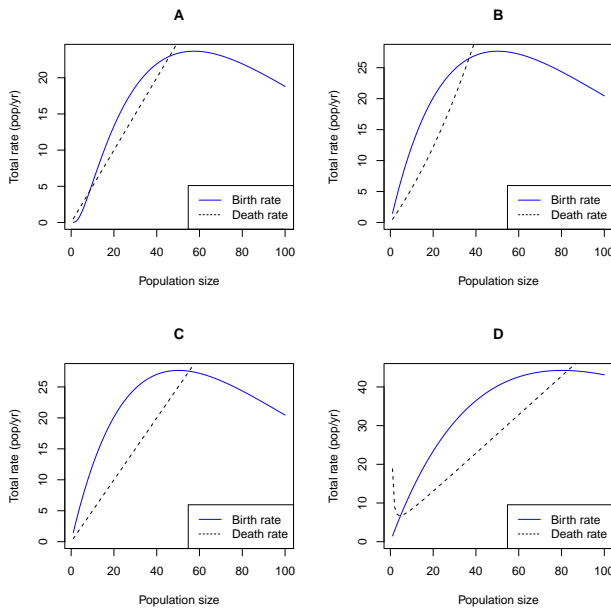 A
Total rate (pop/yr)
20
15
10
5
0
Birth rate
Death rate
0 20 40 60 80 100
Population size
B
Total rate (pop/yr)
25
20
15
10
5
0
Birth rate
Death rate
0 20 40 60 80 100
Population size
C
Total rate (pop/yr)
25
20
15
10
5
0
Birth rate
Death rate
0 20 40 60 80 100
Population size
D
Total rate (pop/yr)
40
30
20
10
0
Birth rate
Death rate
0 20 40 60 80 100
Population size